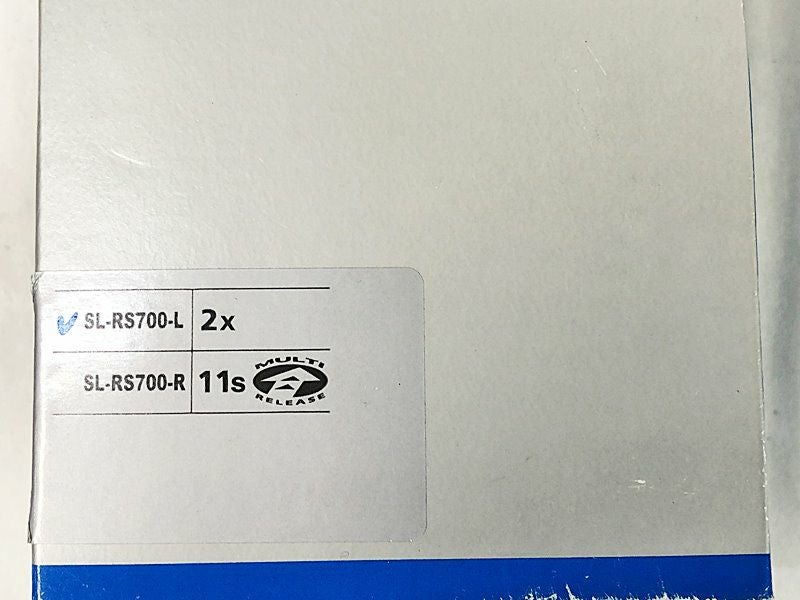 SL-RS700-L 2x
SL-RS700-R 11s MULTI RELEASE